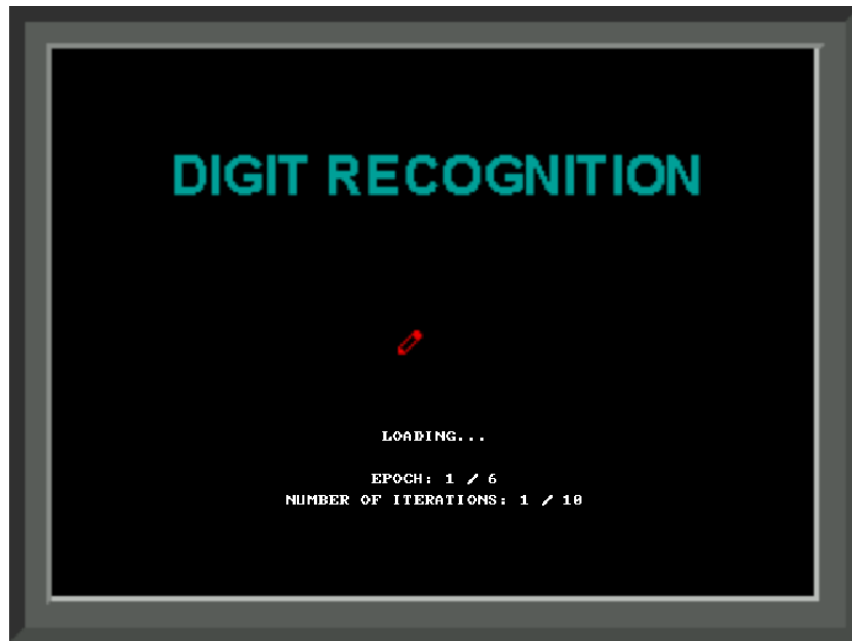 DIGIT RECOGNITION
LOADING...
EPOCH: 1 / 6
NUMBER OF ITERATIONS: 1 / 10